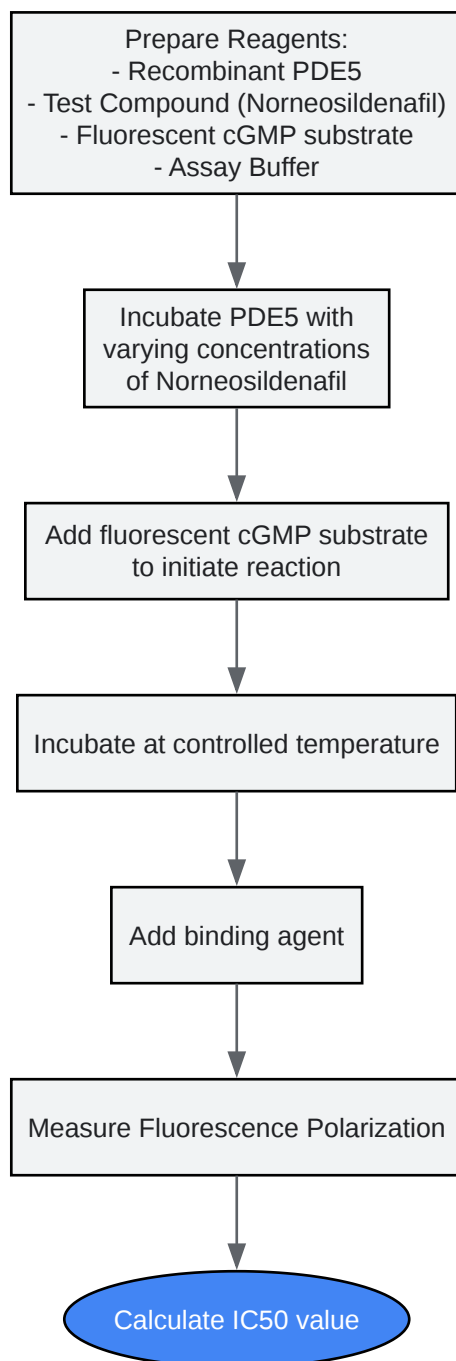 Prepare Reagents:
- Recombinant PDE5
- Test Compound (Norneosildenafil)
- Fluorescent cGMP substrate
- Assay Buffer
Incubate PDE5 with
varying concentrations
of Norneosildenafil
Add fluorescent cGMP substrate
to initiate reaction
Incubate at controlled temperature
Add binding agent
Measure Fluorescence Polarization
Calculate IC50 value